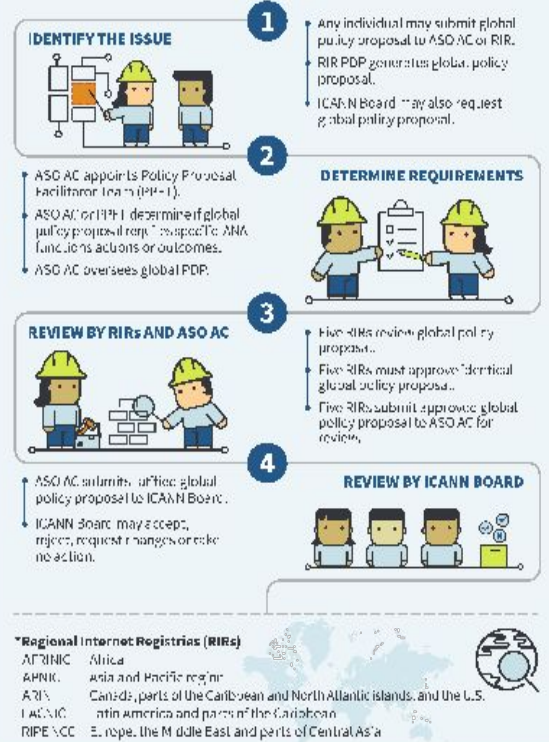 1
IDENTIFY THE ISSUE
Any individual may submit global
policy proposal to ASO AC or RIR.
RIR PDP generates global policy
proposal.
ICANN Board may also request
global policy proposal.
2
ASO AC appoints Policy Proposal
Facilitator Team (PPFT).
ASO AC or PPFT determine if global
policy proposal requires specific IANA
functions actions or outcomes.
ASO AC oversees global PDP.
DETERMINE REQUIREMENTS
3
REVIEW BY RIRs AND ASO AC
Five RIRs review global policy
proposal.
Five RIRs must approve identical
global policy proposal.
Five RIRs submit approved global
policy proposal to ASO AC for
review.
4
ASO AC submits ratified global
policy proposal to ICANN Board.
ICANN Board may accept,
reject, request changes or take
no action.
REVIEW BY ICANN BOARD
*Regional Internet Registries (RIRs)
AFRINIC Africa
APNIC Asia and Pacific region
ARIN Canada, parts of the Caribbean and North Atlantic islands, and the U.S.
LACNIC Latin America and parts of the Caribbean
RIPE NCC Europe, the Middle East and parts of Central Asia